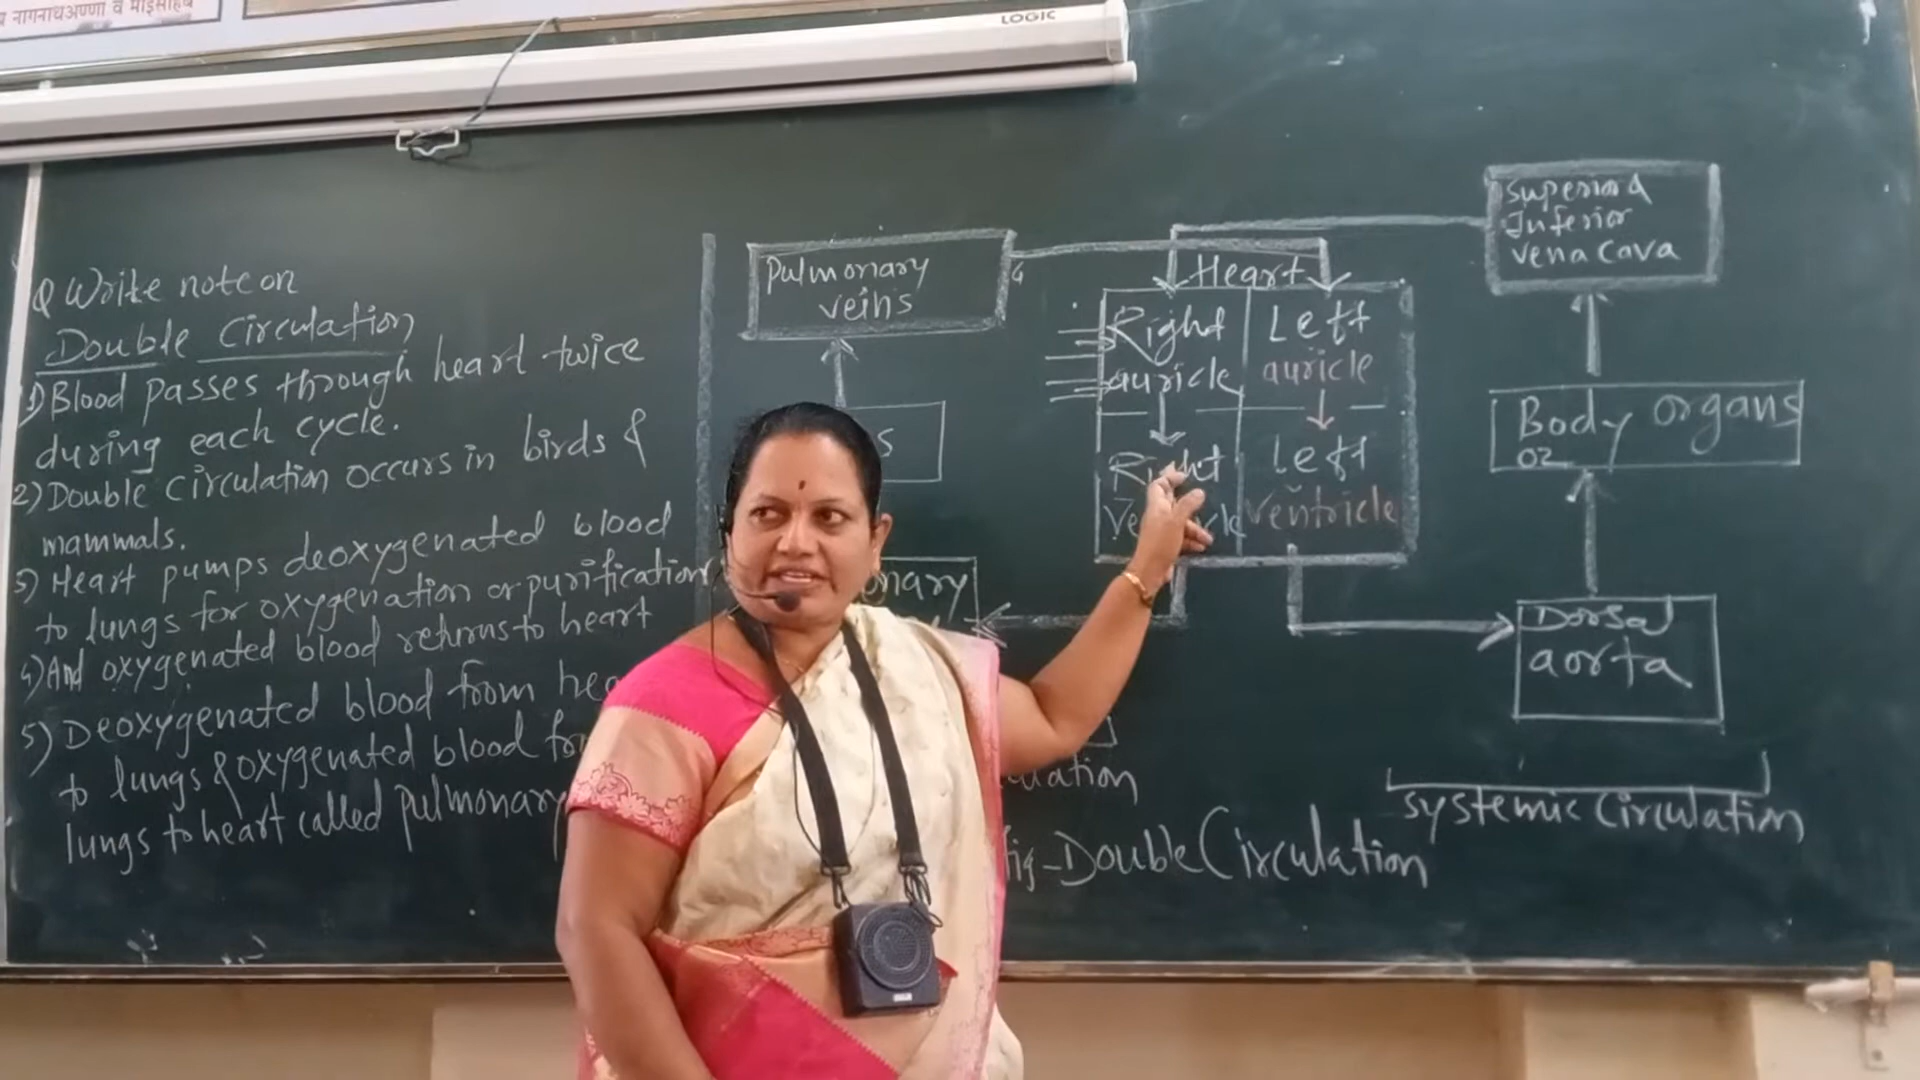 नागनाथअण्णा व माईसाहेब
LOGIC
Q Write note on
Double Circulation
1) Blood passes through heart twice
during each cycle.
2) Double circulation occurs in birds &
mammals.
3) Heart pumps deoxygenated blood
to lungs for oxygenation or purification
4) And oxygenated blood returns to heart
5) Deoxygenated blood from
to lungs & oxygenated blood
lungs to heart called pulmonary
Pulmonary
veins
Heart
Right
auricle
Left
auricle
Right
Left
ventricle
Superior &
Inferior
vena cava
Body organs
O2
Dorsal
aorta
systemic circulation
fig-Double Circulation